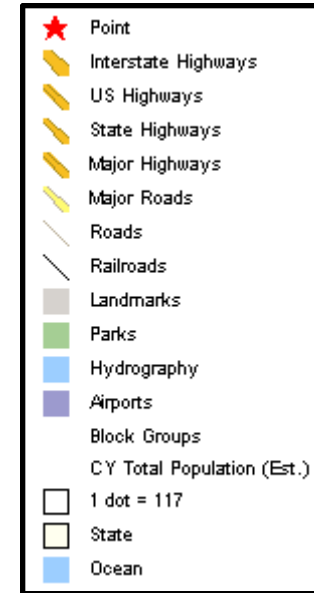 Point
Interstate Highways
US Highways
State Highways
Major Highways
Major Roads
Roads
Railroads
Landmarks
Parks
Hydrography
Airports
Block Groups
CY Total Population (Est.)
1 dot = 117
State
Ocean